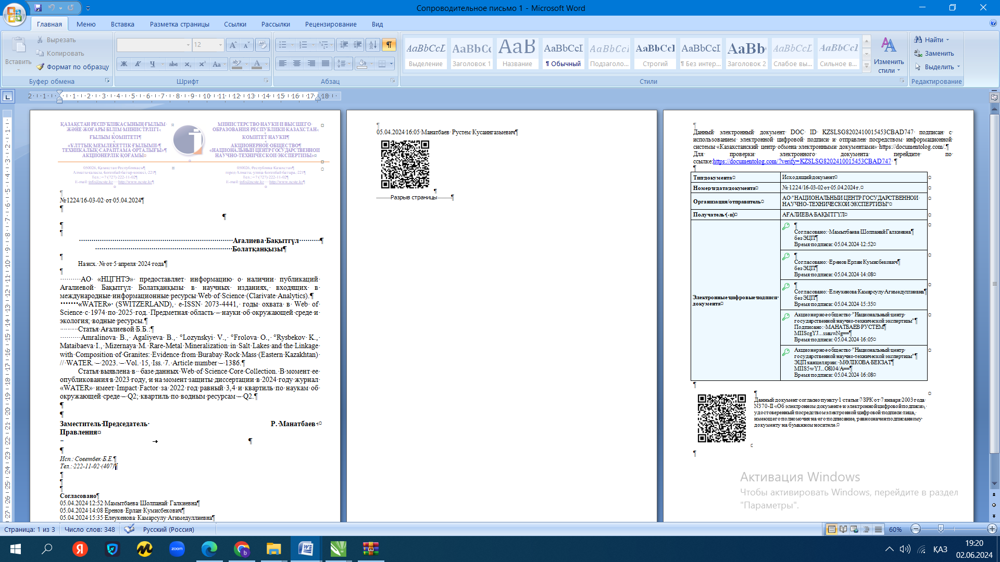 Сопроводительное письмо 1 - Microsoft Word
Главная Меню Вставка Разметка страницы Ссылки Рассылки Рецензирование Вид
Вставить
Вырезать
Копировать
Формат по образцу
Буфер обмена
12
Шрифт
Абзац
AaBbCcL Выделение
AaBbCc Заголовок 1
AaB Название
AaBbCcI ¶ Обычный
AaBbCcI Подзаголо...
AaBbCcI Строгий
AaBbCcI ¶ Без интер...
AaBb Заголовок 2
AaBbCcL Слабое вы...
AaBbCcI Сильное в...
Изменить стили
Стили
Найти
Заменить
Выделить
Редактирование
ҚАЗАҚСТАН РЕСПУБЛИКАСЫНЫҢ ҒЫЛЫМ
ЖӘНЕ ЖОҒАРЫ БІЛІМ МИНИСТРЛІГІ
ҒЫЛЫМ КОМИТЕТІ
«ҰЛТТЫҚ МЕМЛЕКЕТТІК ҒЫЛЫМИ-
ТЕХНИКАЛЫҚ САРАПТАМА ОРТАЛЫҒЫ»
АКЦИОНЕРЛІК ҚОҒАМЫ
МИНИСТЕРСТВО НАУКИ И ВЫСШЕГО
ОБРАЗОВАНИЯ РЕСПУБЛИКИ КАЗАХСТАН
КОМИТЕТ НАУКИ
АКЦИОНЕРНОЕ ОБЩЕСТВО
«НАЦИОНАЛЬНЫЙ ЦЕНТР ГОСУДАРСТВЕННОЙ
НАУЧНО-ТЕХНИЧЕСКОЙ ЭКСПЕРТИЗЫ»
050026, Қазақстан Республикасы
Алматы қаласы, Бөгенбай батыр көшесі, 221
Тел.: +7 (727) 222-11-02
E-mail: info@ncste.kz http://www.ncste.kz
050026, Республика Казахстан
город Алматы, улица Богенбай батыра, 221
Тел.: +7 (727) 222-11-02
E-mail: info@ncste.kz http://www.ncste.kz
№ 1224/16-03-02 от 05.04.2024
Ағалиева Бақытгүл
Болатқанқызы
На исх. № от 5 апреля 2024 года
АО «НЦГНТЭ» предоставляет информацию о наличии публикаций
Ағалиевой Бақытгүл Болатқанқызы в научных изданиях, входящих в
международные информационные ресурсы Web of Science (Clarivate Analytics).
«WATER» (SWITZERLAND), e-ISSN 2073-4441, годы охвата в Web of
Science с 1974 по 2025 год. Предметная область – науки об окружающей среде и
экология; водные ресурсы.
Статья Ағалиевой Б.Б.:
Amralinova B., Agaliyeva B., °Lozynskyi V., °Frolova O., °Rysbekov K.,
Mataibaeva I., Mizernaya M. Rare-Metal Mineralization in Salt Lakes and the Linkage
with Composition of Granites: Evidence from Burabay Rock Mass (Eastern Kazakhtan)
// WATER. – 2023. – Vol. 15, Iss. 7. Article number – 1386.
Статья выявлена в базе данных Web of Science Core Collection. В момент ее
опубликования в 2023 году, и на момент защиты диссертации в 2024 году журнал
«WATER» имеет Impact Factor за 2022 год равный 3,4 и квартиль по наукам об
окружающей среде – Q2; квартиль по водным ресурсам – Q2.
Заместитель Председатель Р. Манатбаев
Правления
Исп.: Советбек Б.Е.
Тел.: 222-11-02 (407)
Согласовано
05.04.2024 12:52 Мамытбаева Шолпанай Галкиевна
05.04.2024 14:08 Еренов Ерлан Кумисбекович
05.04.2024 15:35 Елеукенова Камарсулу Агимедуллиевна
05.04.2024 16:05 Манатбаев Рустем Кусаингазыевич
Разрыв страницы
Данный электронный документ DOC ID KZSLSG8202410015453CBAD747 подписан с
использованием электронной цифровой подписи и отправлен посредством информационной
системы «Казахстанский центр обмена электронными документами» https://documentolog.com/.
Для проверки электронного документа перейдите по
ссылке:https://documentolog.com/?verify=KZSLSG8202410015453CBAD747
Тип документа Исходящий документ
Номер и дата документа № 1224/16-03-02 от 05.04.2024 г.
Организация/отправитель АО "НАЦИОНАЛЬНЫЙ ЦЕНТР ГОСУДАРСТВЕННОЙ
НАУЧНО-ТЕХНИЧЕСКОЙ ЭКСПЕРТИЗЫ"
Получатель (-и) АҒАЛИЕВА БАҚЫТГҮЛ
Электронные цифровые подписи
документа
Согласовано: Мамытбаева Шолпанай Галкиевна
без ЭЦП
Время подписи: 05.04.2024 12:52
Согласовано: Еренов Ерлан Кумисбекович
без ЭЦП
Время подписи: 05.04.2024 14:08
Согласовано: Елеукенова Камарсулу Агимедуллиевна
без ЭЦП
Время подписи: 05.04.2024 15:35
Акционерное общество "Национальный центр
государственной научно-технической экспертизы"
Подписано: МАНАТБАЕВ РУСТЕМ
MIIScgYJ...ssauwNg==
Время подписи: 05.04.2024 16:05
Акционерное общество "Национальный центр
государственной научно-технической экспертизы"
ЭЦП канцелярии: МӘЛІКОВА БЕКЗАТ
MIIS5wYJ...O8l04/A==
Время подписи: 05.04.2024 16:08
Данный документ согласно пункту 1 статьи 7 ЗРК от 7 января 2003 года
N370-II «Об электронном документе и электронной цифровой подписи»,
удостоверенный посредством электронной цифровой подписи лица,
имеющего полномочия на его подписание, равнозначен подписанному
документу на бумажном носителе.
Активация Windows
Чтобы активировать Windows, перейдите в раздел
"Параметры".
Страница: 1 из 3 Число слов: 348 Русский (Россия) 60%
zoom
ҚАЗ
19:20
02.06.2024